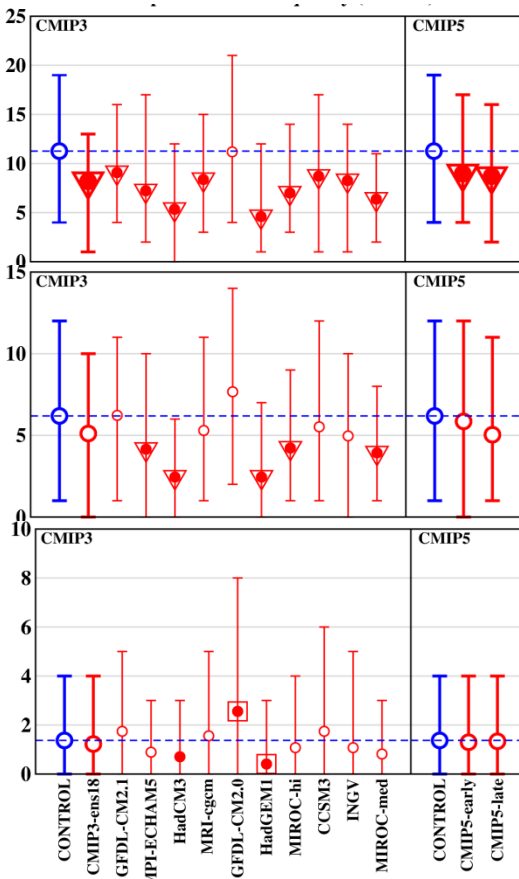 25
CMIP3
CMIP5
20
15
10
5
0
15
CMIP3
CMIP5
10
5
0
10
CMIP3
CMIP5
8
6
4
2
0
CONTROL
CMIP3-ens18
GFDL-CM2.1
MPI-ECHAM5
HadCM3
MRI-cgcm
GFDL-CM2.0
HadGEM1
MIROC-hi
CCSM3
INGV
MIROC-med
CONTROL
CMIP5-early
CMIP5-late